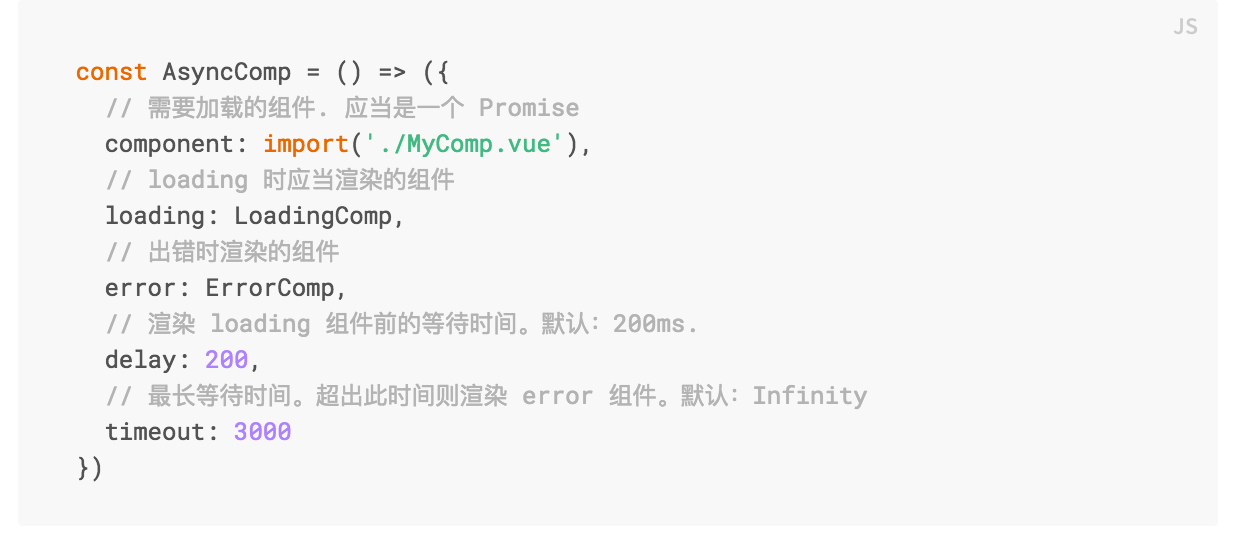 JS
const AsyncComp = () => ({
// 需要加载的组件. 应当是一个 Promise
component: import('./MyComp.vue'),
// loading 时应当渲染的组件
loading: LoadingComp,
// 出错时渲染的组件
error: ErrorComp,
// 渲染 loading 组件前的等待时间。默认：200ms.
delay: 200,
// 最长等待时间。超出此时间则渲染 error 组件。默认：Infinity
timeout: 3000
})